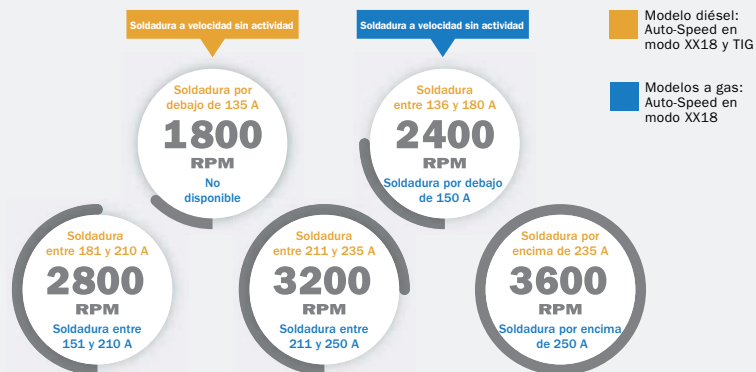 Soldadura a velocidad sin actividad
Soldadura a velocidad sin actividad
Modelo diésel:
Auto-Speed en
modo XX18 y TIG
Modelos a gas:
Auto-Speed en
modo XX18
Soldadura por
debajo de 135 A
1800
RPM
No
disponible
Soldadura
entre 136 y 180 A
2400
RPM
Soldadura por debajo
de 150 A
Soldadura
entre 181 y 210 A
2800
RPM
Soldadura entre
151 y 210 A
Soldadura
entre 211 y 235 A
3200
RPM
Soldadura entre
211 y 250 A
Soldadura por
encima de 235 A
3600
RPM
Soldadura por encima
de 250 A